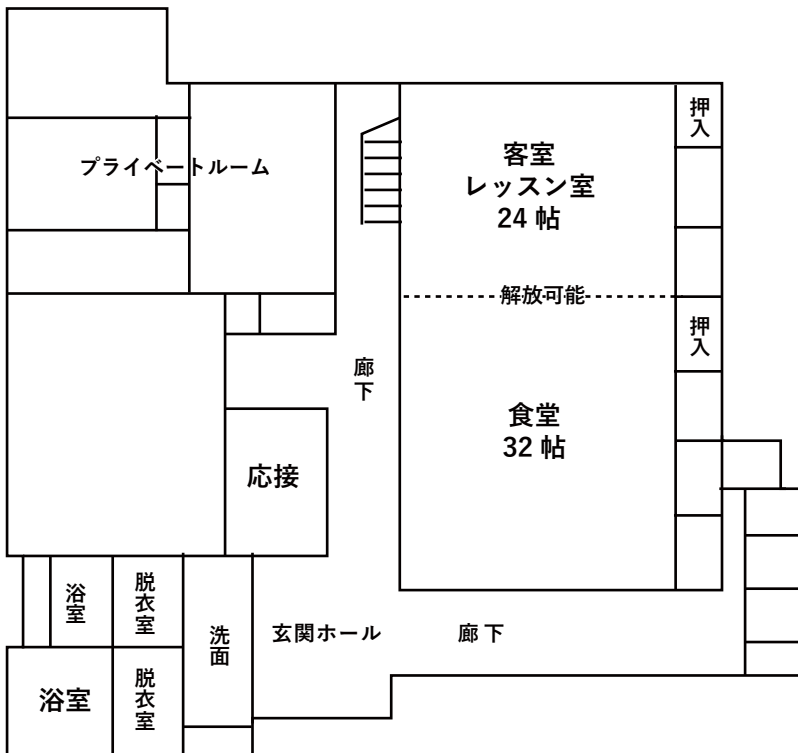 押入
客室
レッスン室
24 帖
プライベートルーム
解放可能
押入
廊下
食堂
32 帖
応接
浴室
脱衣室
洗面
玄関ホール
廊 下
浴室
脱衣室